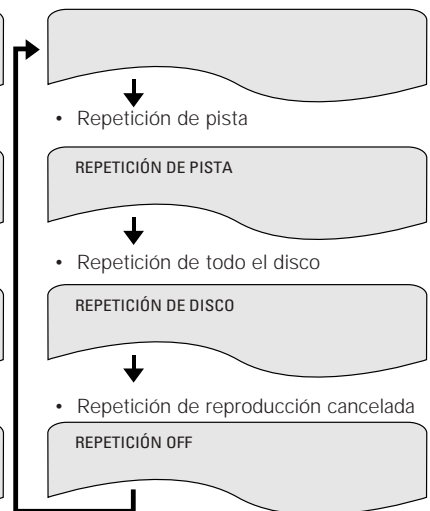 • Repetición de pista
REPETICIÓN DE PISTA
• Repetición de todo el disco
REPETICIÓN DE DISCO
• Repetición de reproducción cancelada
REPETICIÓN OFF